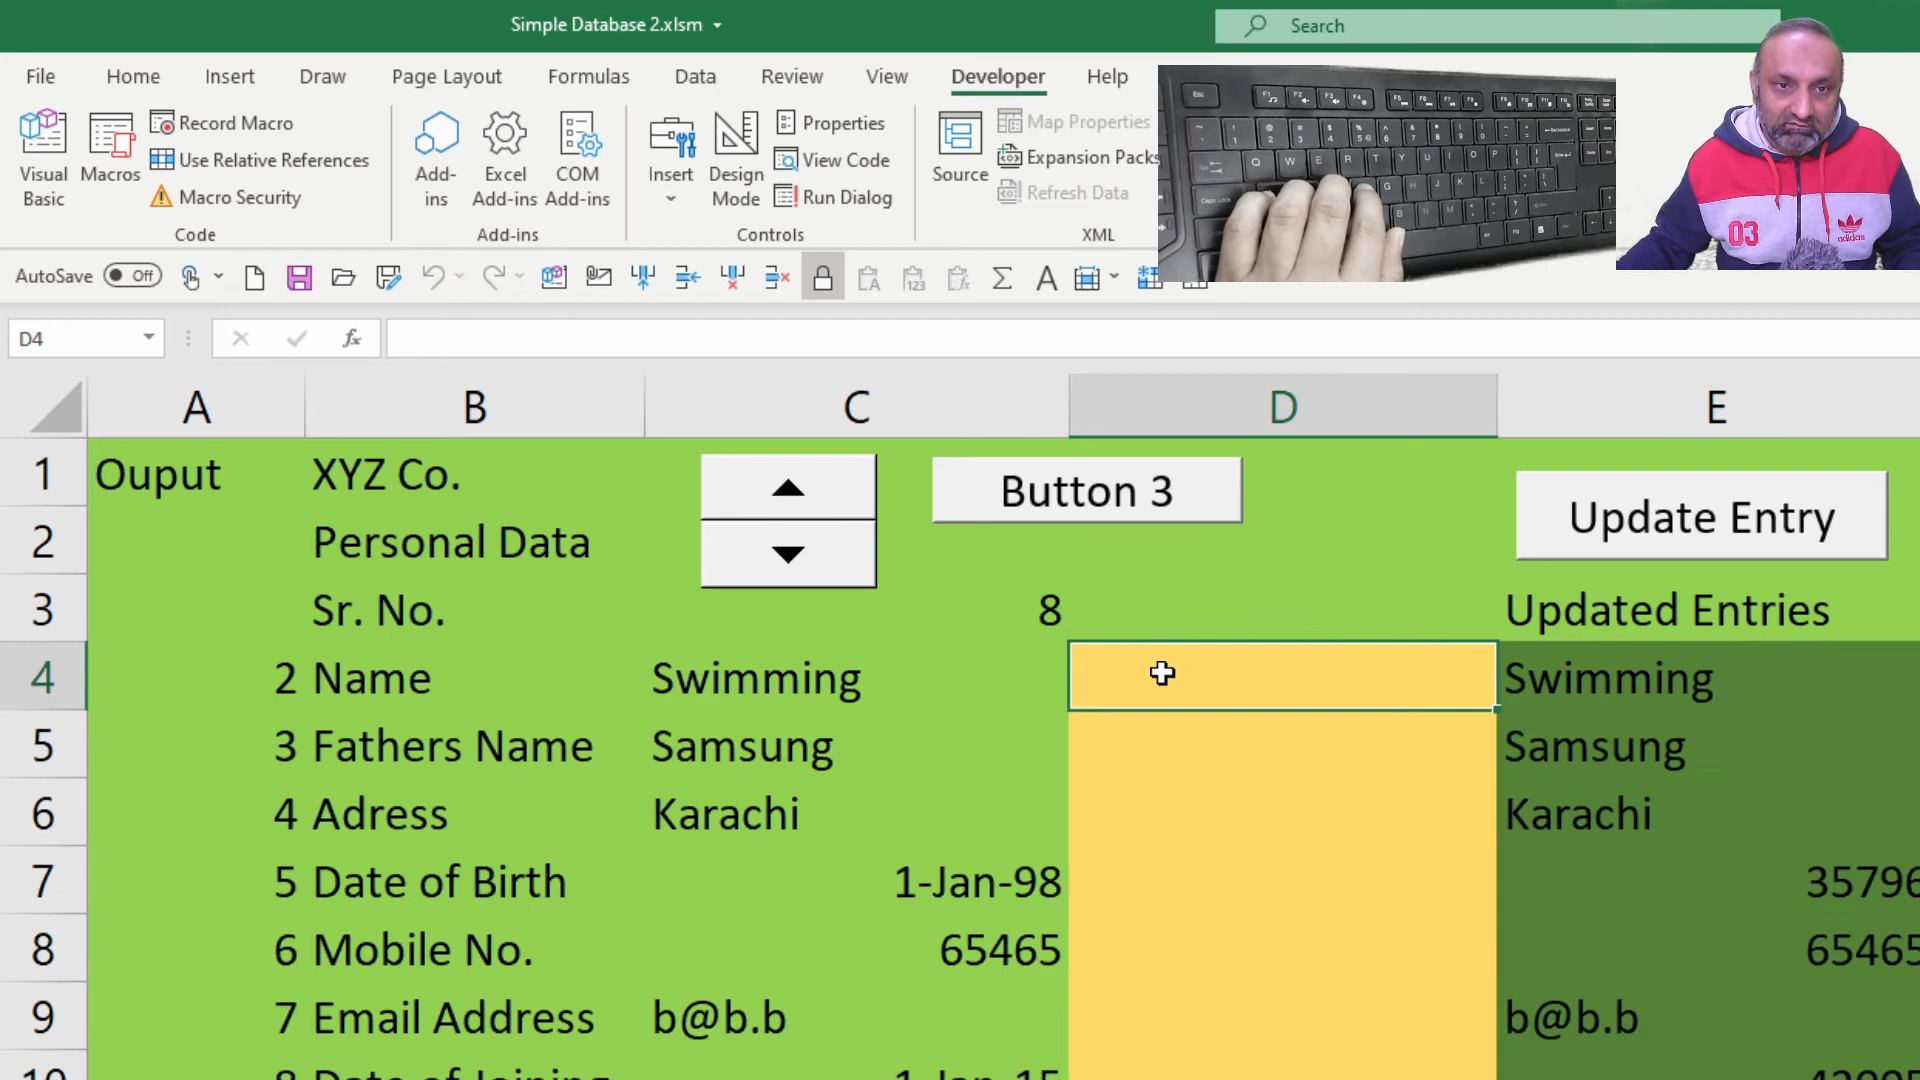 Simple Database 2.xlsm
Search
File Home Insert Draw Page Layout Formulas Data Review View Developer Help
Visual Basic
Macros
Record Macro
Use Relative References
Macro Security
Code
Add-ins
Excel Add-ins
COM Add-ins
Add-ins
Insert
Design Mode
Properties
View Code
Run Dialog
Controls
Source
Map Properties
Expansion Packs
Refresh Data
XML
03
adidas
AutoSave Off
D4
fx
A B C D E
1 Ouput XYZ Co. Button 3 Update Entry
2 Personal Data
3 Sr. No. 8 Updated Entries
4 2 Name Swimming Swimming
5 3 Fathers Name Samsung Samsung
6 4 Adress Karachi Karachi
7 5 Date of Birth 1-Jan-98 35796
8 6 Mobile No. 65465 65465
9 7 Email Address b@b.b b@b.b
10 8 Date of Joining 1-Jan-15